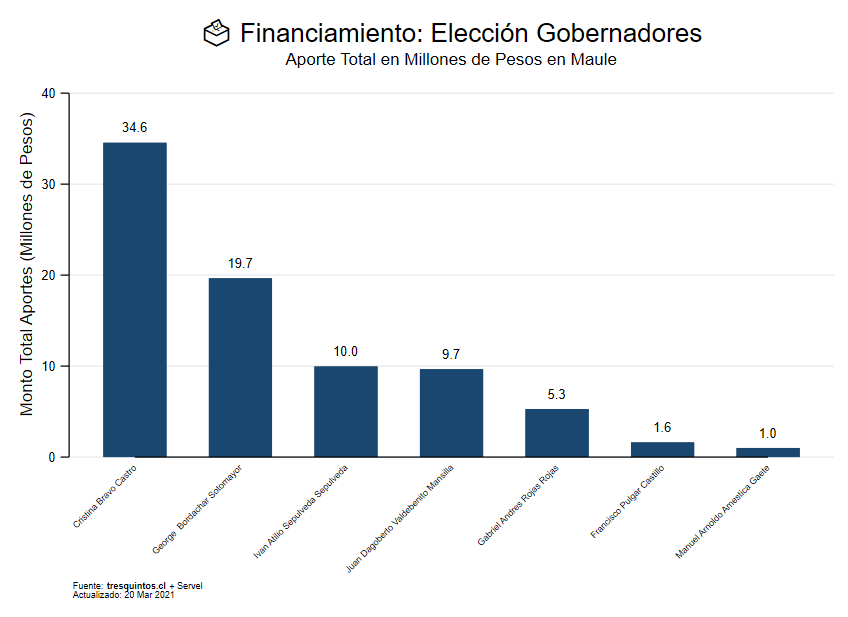 Financiamiento: Elección Gobernadores
Aporte Total en Millones de Pesos en Maule
Monto Total Aportes (Millones de Pesos)
40
30
20
10
0
34.6
19.7
10.0
9.7
5.3
1.6
1.0
Cristina Bravo Castro
George Bordachar Sotomayor
Ivan Atilio Sepulveda Sepulveda
Juan Dagoberto Valdebenito Mansilla
Gabriel Andres Rojas Rojas
Francisco Pulgar Castillo
Manuel Arnoldo Amestica Gaete
Fuente: tresquintos.cl + Servel
Actualizado: 20 Mar 2021